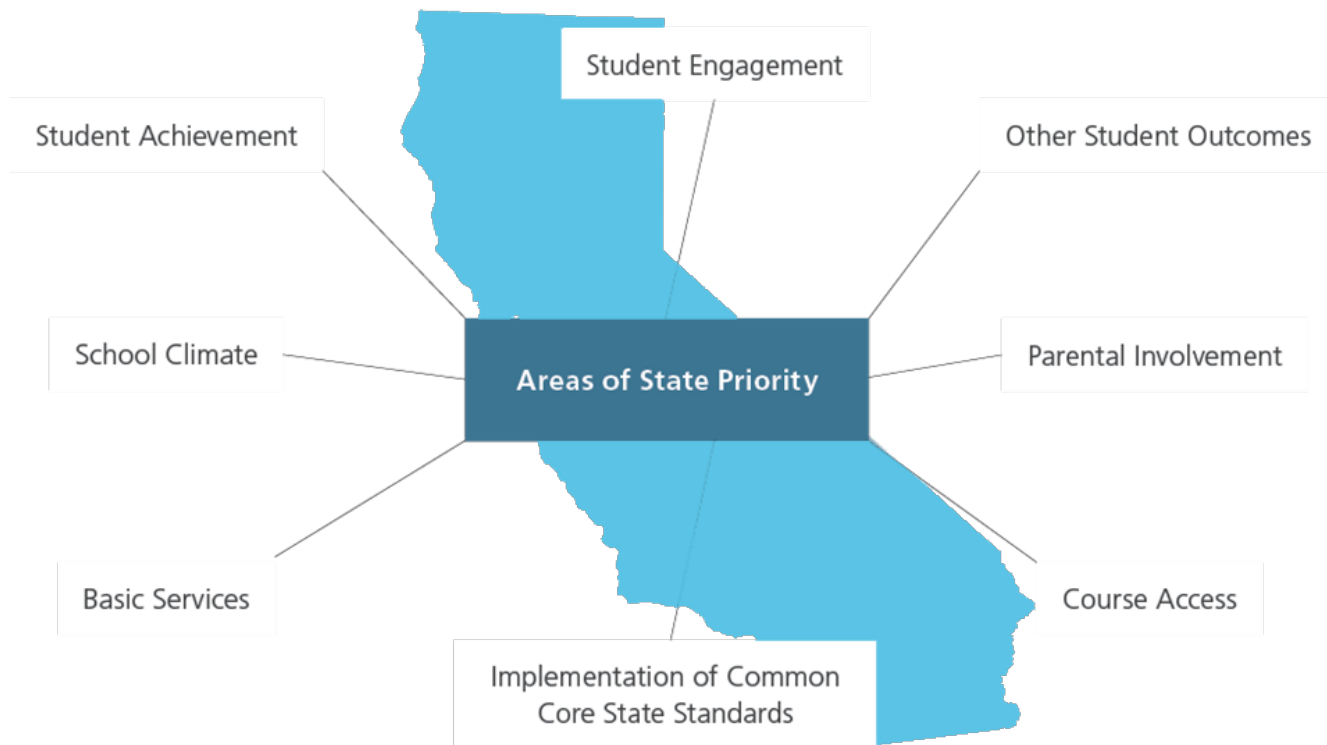 Student Engagement
Student Achievement
Other Student Outcomes
School Climate
Areas of State Priority
Parental Involvement
Basic Services
Course Access
Implementation of Common
Core State Standards